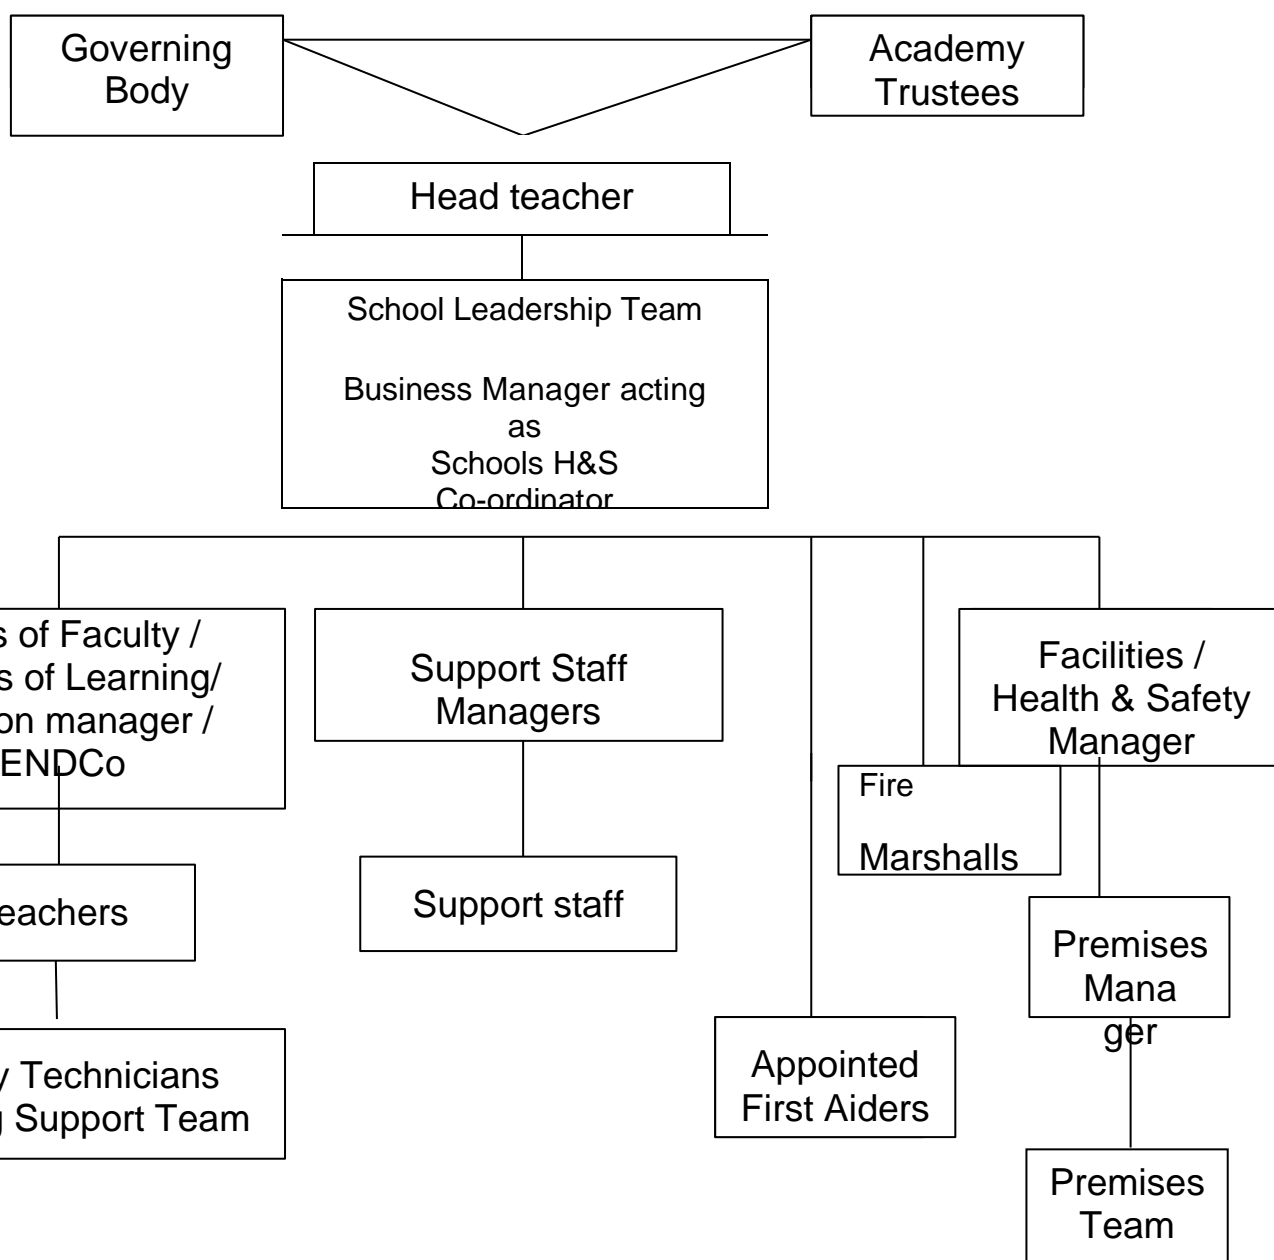 Governing
Body
Academy
Trustees
Head teacher
School Leadership Team
Business Manager acting
as
Schools H&S
Co-ordinator
s of Faculty /
s of Learning/
on manager /
ENDCo
Support Staff
Managers
Facilities /
Health & Safety
Manager
Fire
Marshalls
eachers
Support staff
Premises
Mana
ger
y Technicians
g Support Team
Appointed
First Aiders
Premises
Team